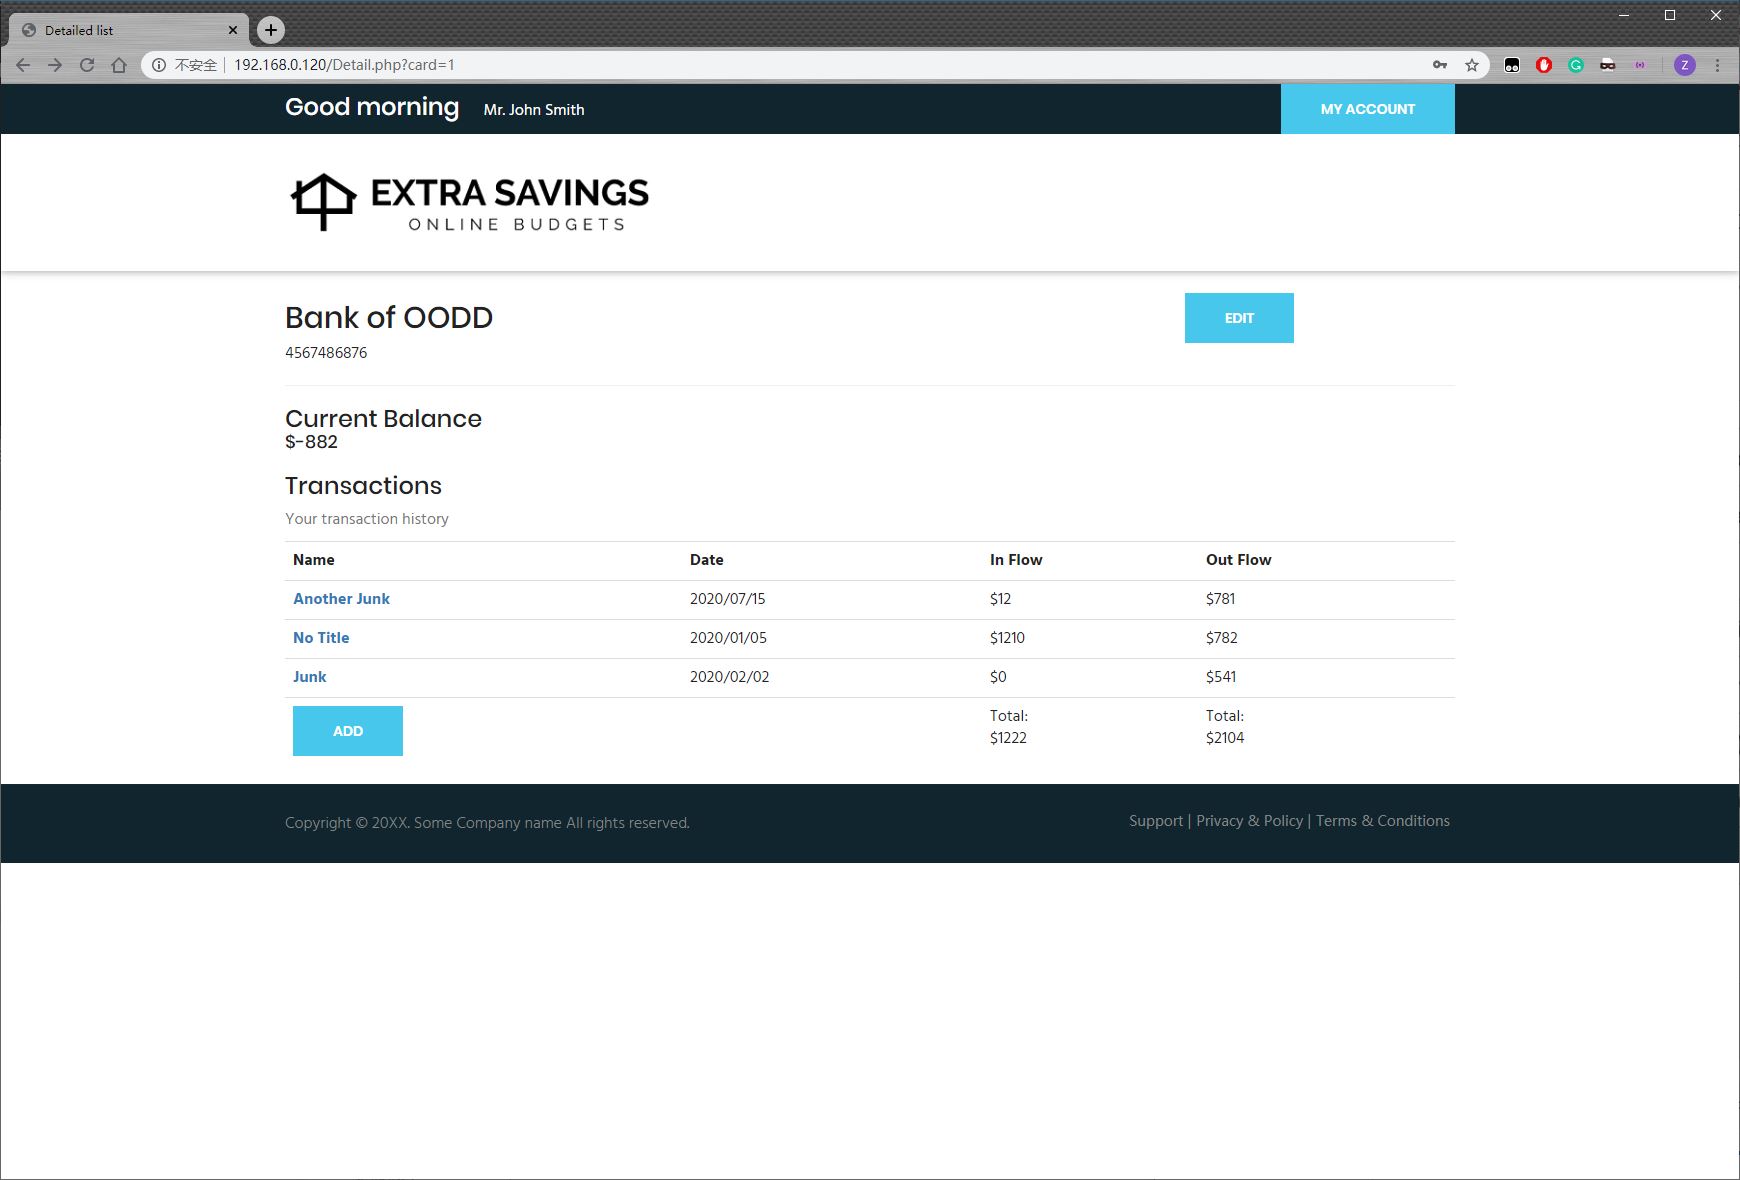 Detailed list
不安全 192.168.0.120/Detail.php?card=1
Z
Good morning Mr. John Smith MY ACCOUNT
EXTRA SAVINGS
ONLINE BUDGETS
Bank of OODD EDIT
4567486876
Current Balance
$-882
Transactions
Your transaction history
Name Date In Flow Out Flow
Another Junk 2020/07/15 $12 $781
No Title 2020/01/05 $1210 $782
Junk 2020/02/02 $0 $541
ADD Total: Total:
$1222 $2104
Copyright © 20XX. Some Company name All rights reserved. Support | Privacy & Policy | Terms & Conditions